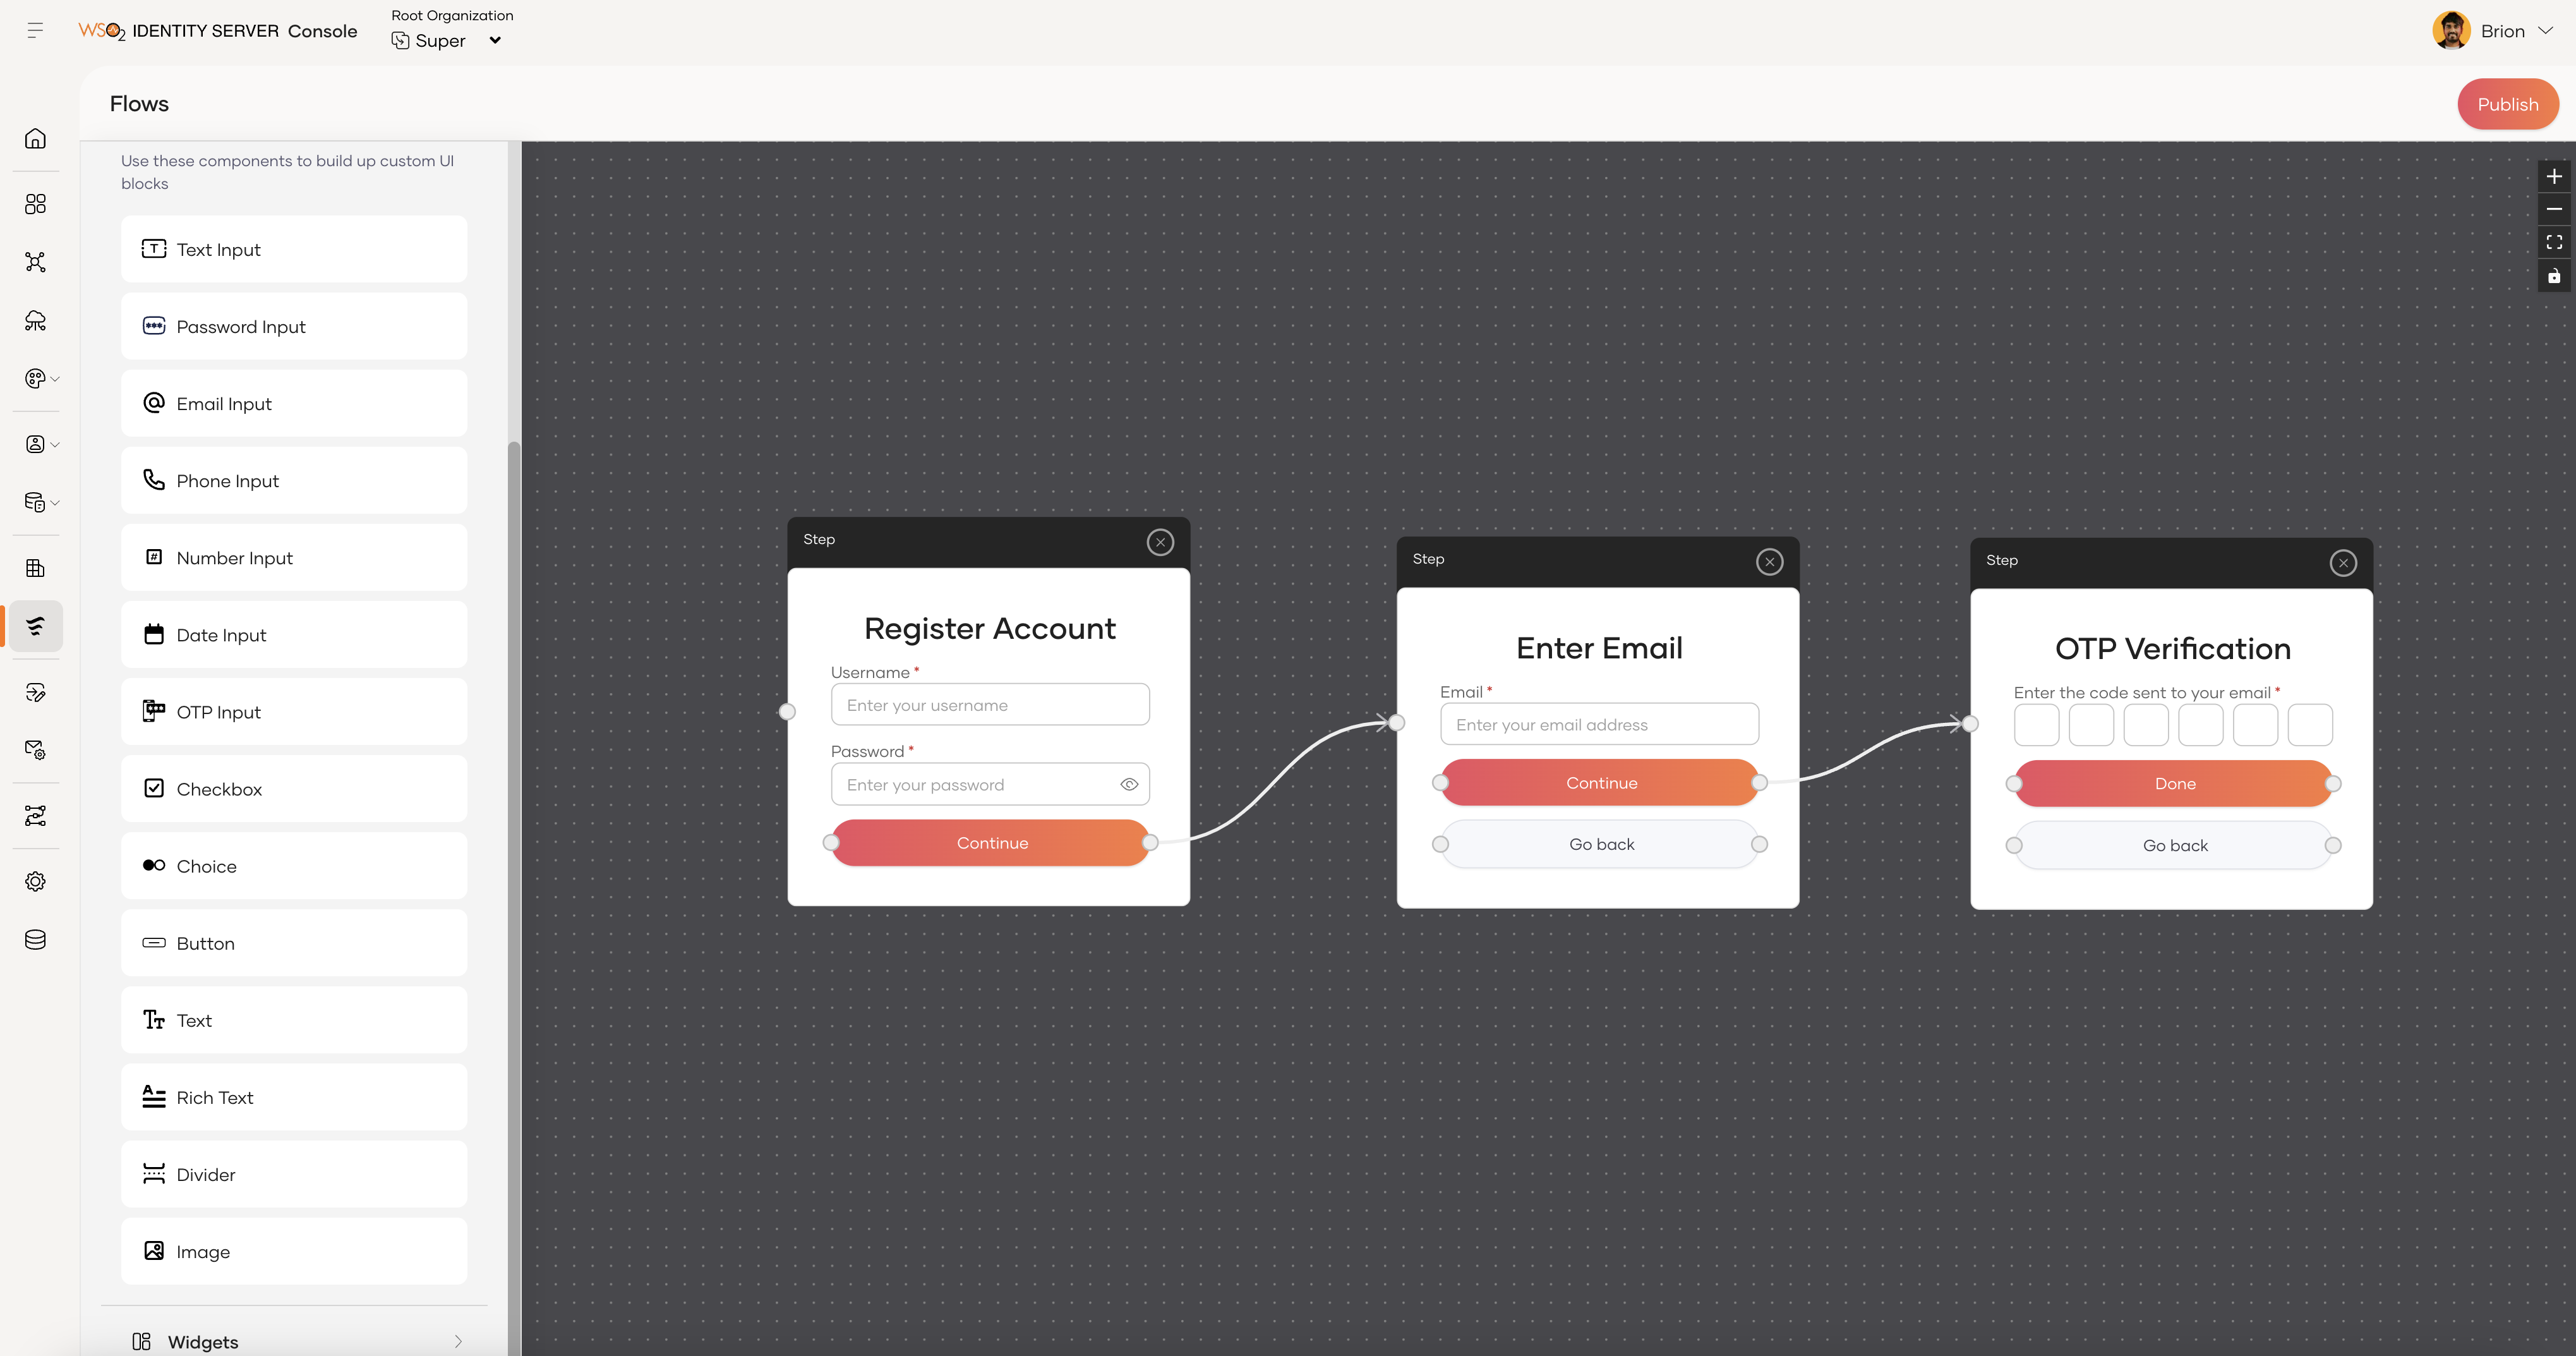 WSO2 IDENTITY SERVER Console
Root Organization
Super
Brion
Flows
Publish
Use these components to build up custom UI
blocks
Text Input
Password Input
Email Input
Phone Input
Number Input
Date Input
OTP Input
Checkbox
Choice
Button
Text
Rich Text
Divider
Image
Widgets
Step
Register Account
Username *
Enter your username
Password *
Enter your password
Continue
Step
Enter Email
Email *
Enter your email address
Continue
Go back
Step
OTP Verification
Enter the code sent to your email *
Done
Go back